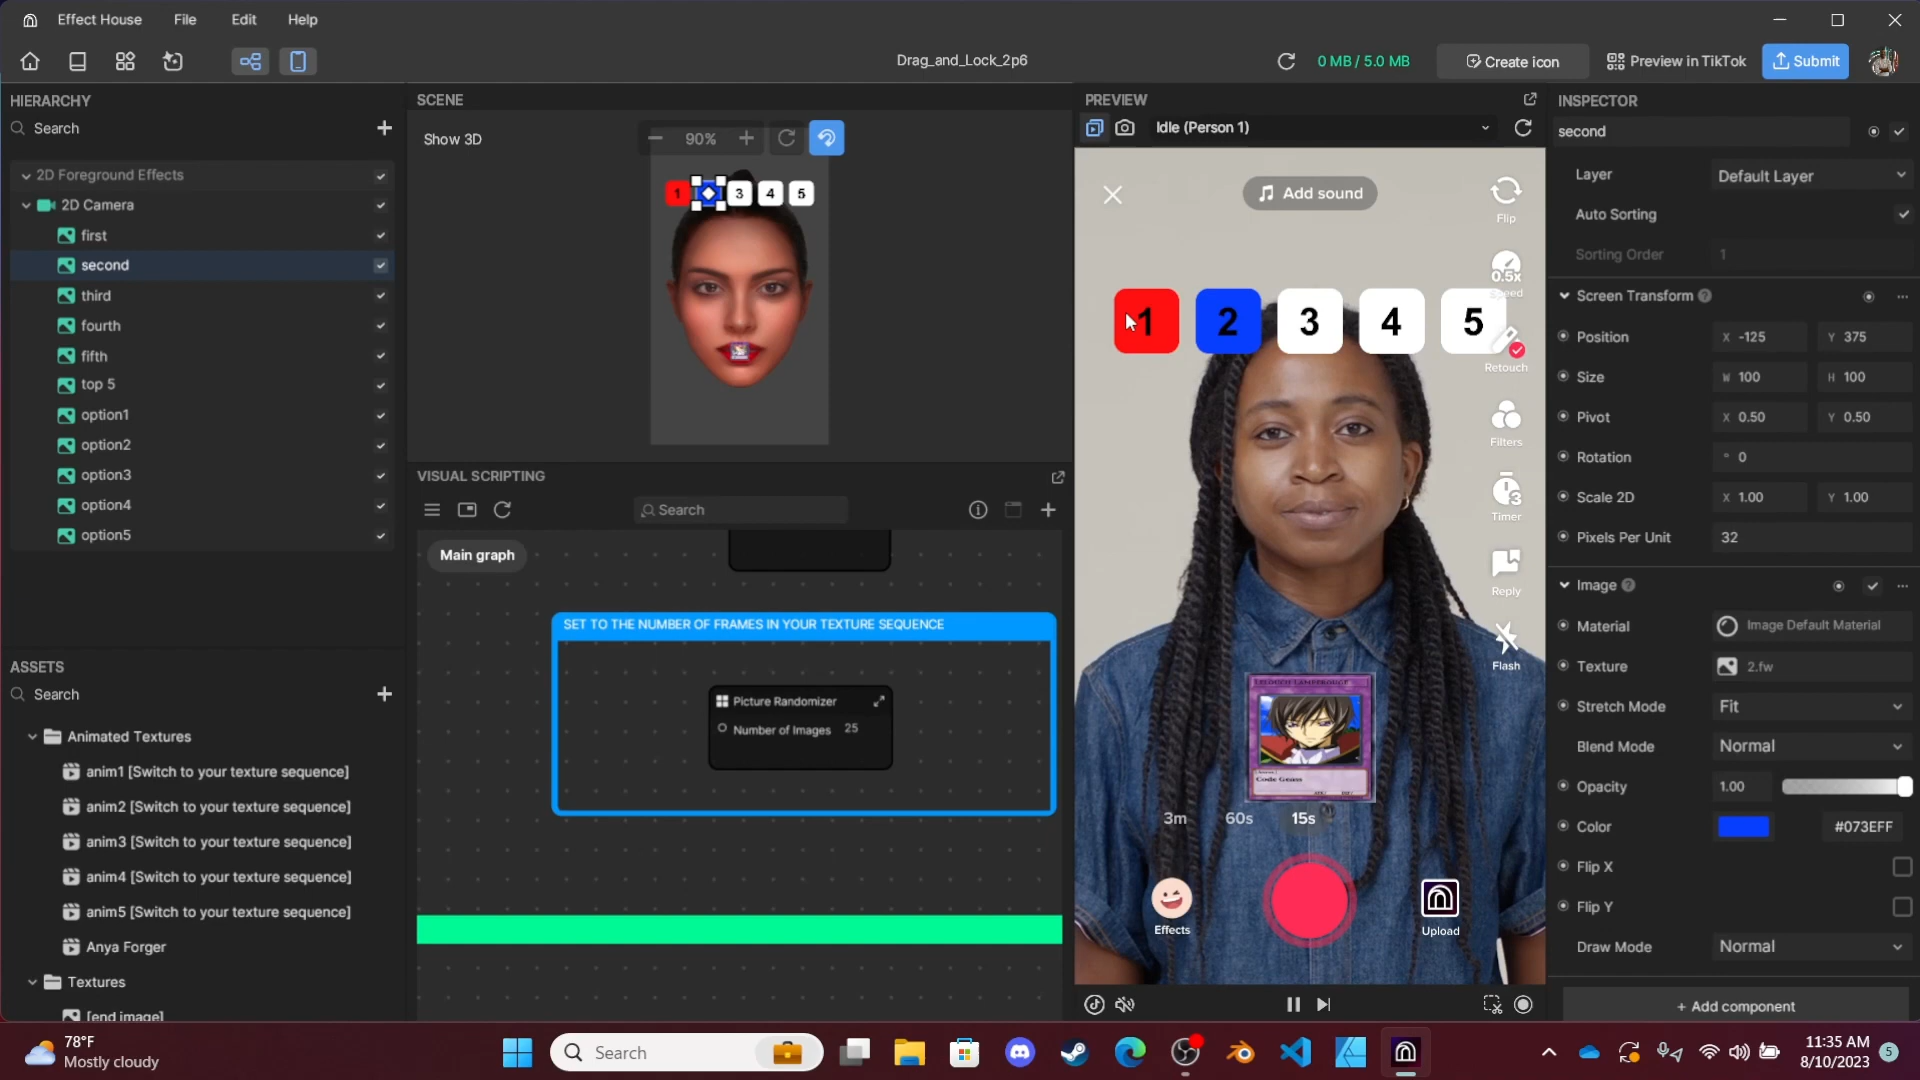 Effect House File Edit Help
Drag_and_Lock_2p6
0 MB / 5.0 MB
Create icon
Preview in TikTok
Submit
HIERARCHY
Search
2D Foreground Effects
2D Camera
first
second
third
fourth
fifth
top 5
option1
option2
option3
option4
option5
ASSETS
Search
Animated Textures
anim1 [Switch to your texture sequence]
anim2 [Switch to your texture sequence]
anim3 [Switch to your texture sequence]
anim4 [Switch to your texture sequence]
anim5 [Switch to your texture sequence]
Anya Forger
Textures
[end image]
SCENE
Show 3D
90%
1 3 4 5
VISUAL SCRIPTING
Search
Main graph
SET TO THE NUMBER OF FRAMES IN YOUR TEXTURE SEQUENCE
Picture Randomizer
Number of Images 25
PREVIEW
Idle (Person 1)
Add sound
Flip
0.5x
Speed
1 2 3 4 5
Retouch
Filters
3
Timer
Reply
Flash
Code Geass
3m 60s 15s
Effects
Upload
INSPECTOR
second
Layer Default Layer
Auto Sorting
Sorting Order 1
Screen Transform
Position X -125 Y 375
Size W 100 H 100
Pivot X 0.50 Y 0.50
Rotation ° 0
Scale 2D X 1.00 Y 1.00
Pixels Per Unit 32
Image
Material Image Default Material
Texture 2.fw
Stretch Mode Fit
Blend Mode Normal
Opacity 1.00
Color #073EFF
Flip X
Flip Y
Draw Mode Normal
+ Add component
78°F
Mostly cloudy
Search
11:35 AM
8/10/2023
5